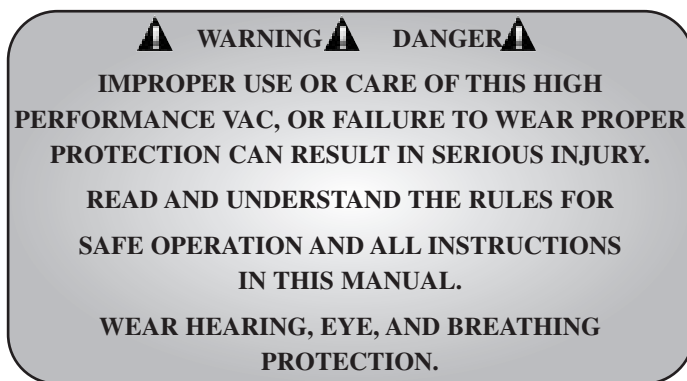 WARNING DANGER
IMPROPER USE OR CARE OF THIS HIGH
PERFORMANCE VAC, OR FAILURE TO WEAR PROPER
PROTECTION CAN RESULT IN SERIOUS INJURY.
READ AND UNDERSTAND THE RULES FOR
SAFE OPERATION AND ALL INSTRUCTIONS
IN THIS MANUAL.
WEAR HEARING, EYE, AND BREATHING
PROTECTION.